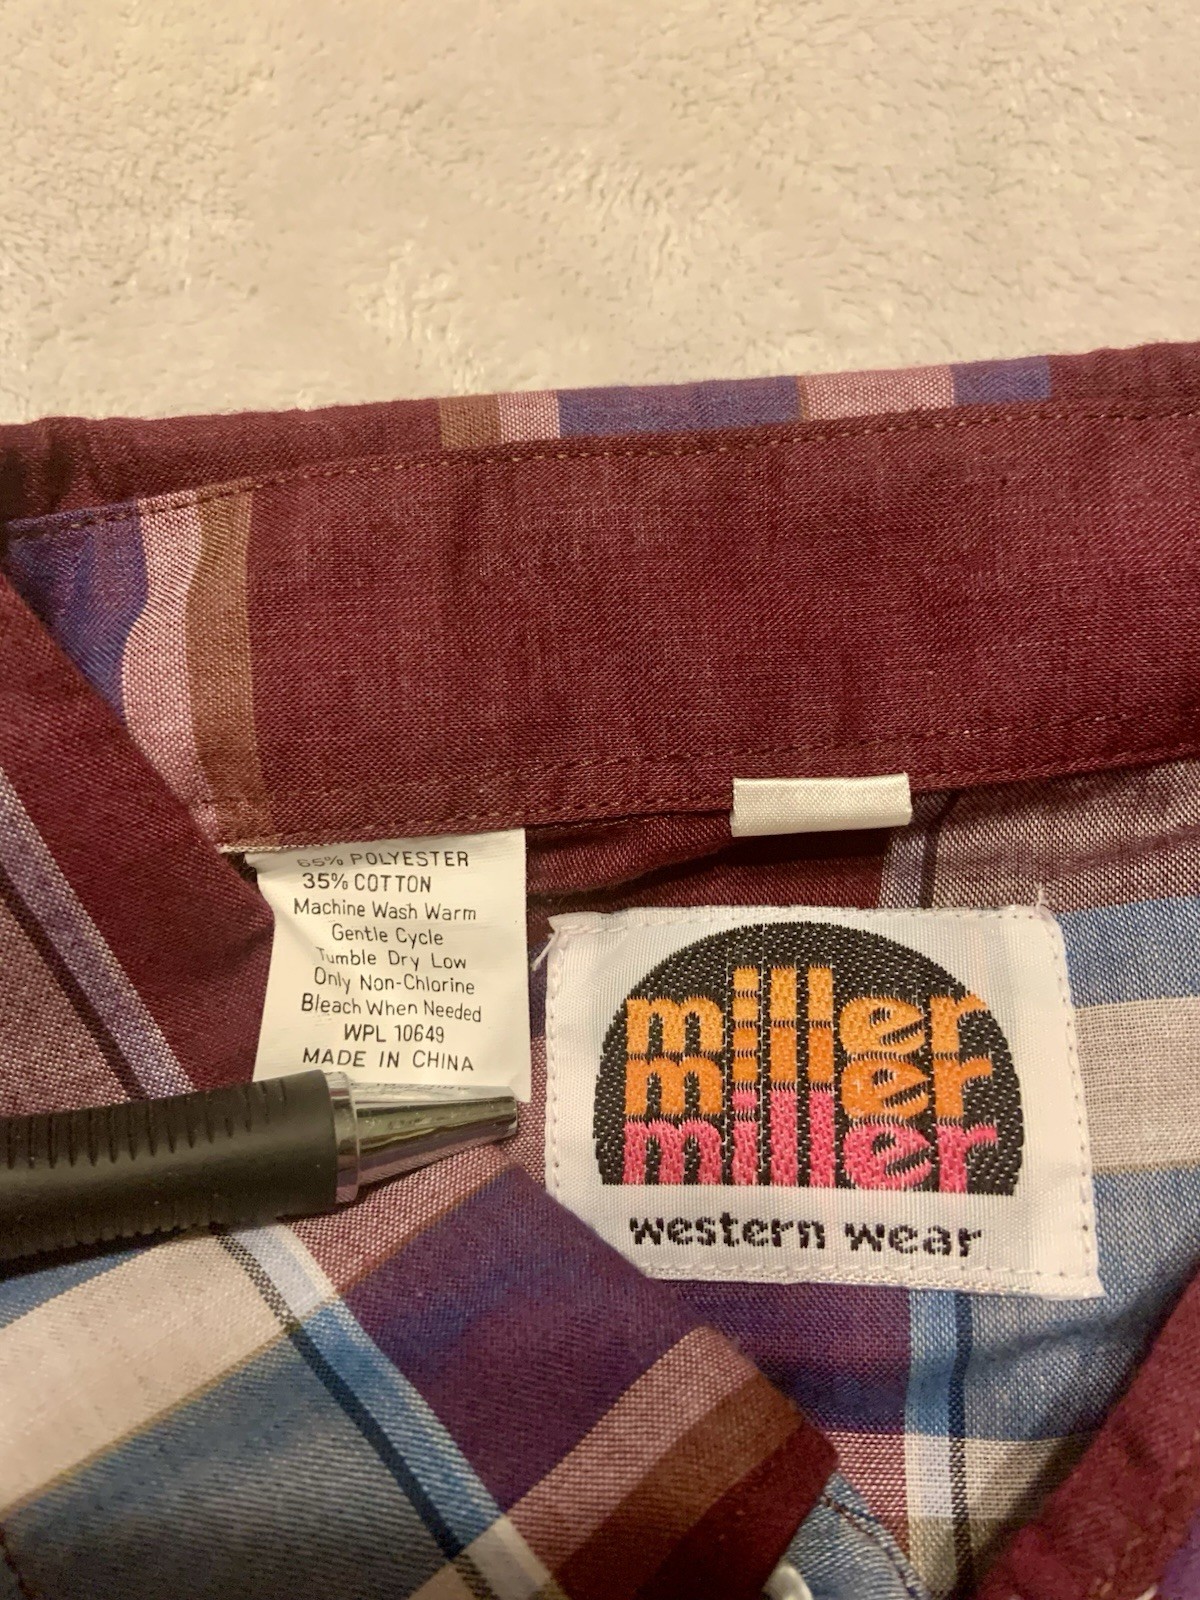 65% POLYESTER
35% COTTON
Machine Wash Warm
Gentle Cycle
Tumble Dry Low
Only Non-Chlorine
Bleach When Needed
WPL 10649
MADE IN CHINA
miller
miller
miller
western wear